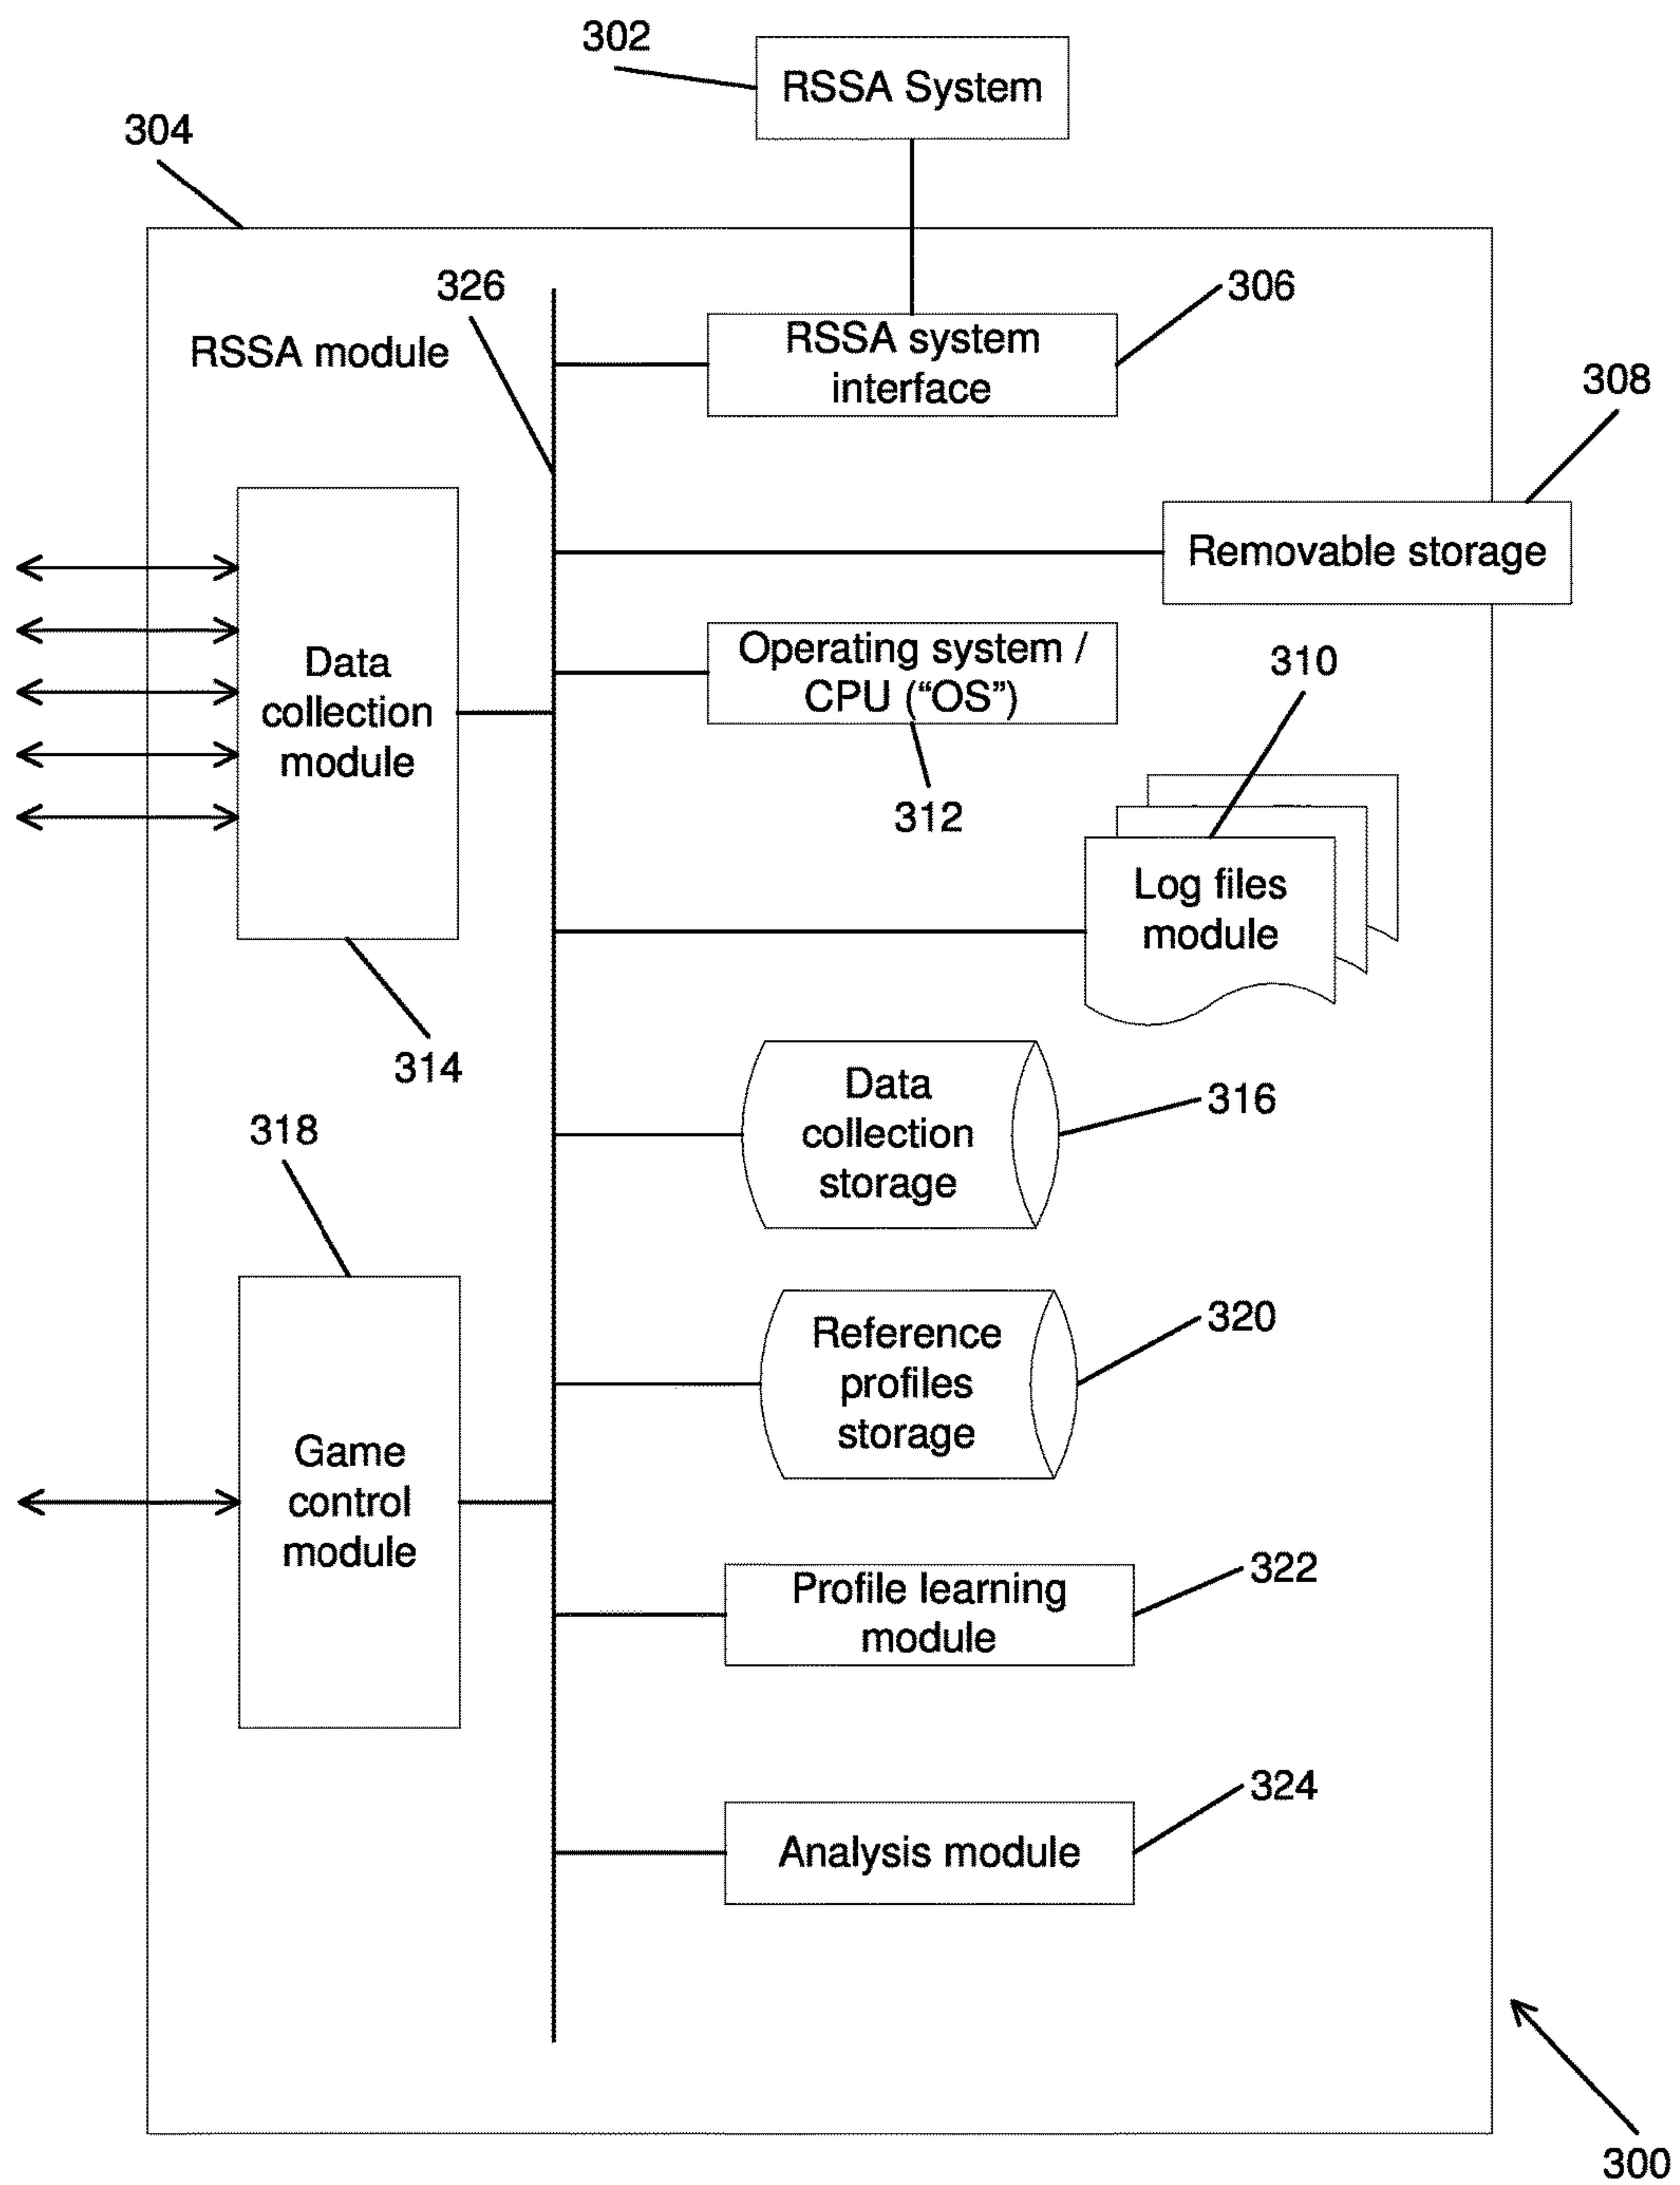 302
RSSA System
304
326
306
RSSA module
RSSA system
interface
308
Removable storage
Data
collection
module
Operating system /
CPU (“OS”)
310
312
Log files
module
314
Data
collection
storage
316
318
Reference
profiles
storage
320
Game
control
module
Profile learning
module
322
324
Analysis module
300